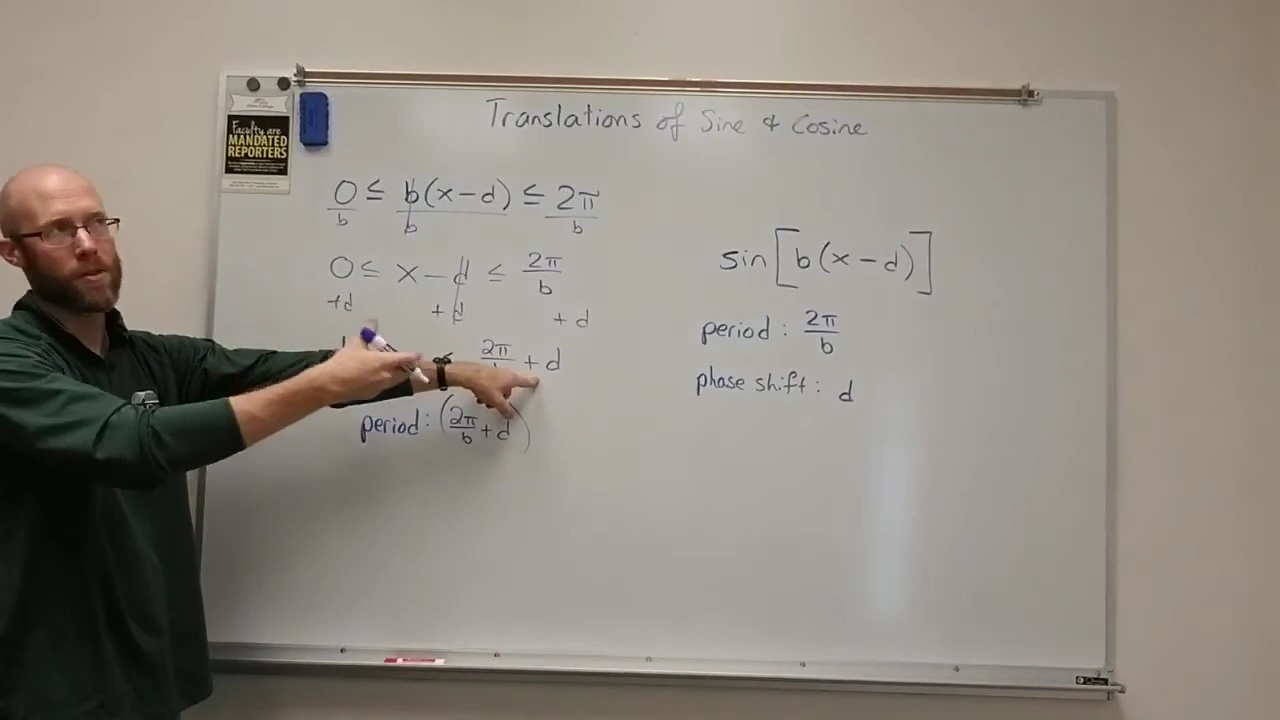 Translations of Sine & Cosine
Faculty are
MANDATED
REPORTERS
0 ≤ b(x-d) ≤ 2π
b b b
0 ≤ x-d ≤ 2π/b
+d +d +d
2π/b + d
period: (2π/b + d)
sin[b(x-d)]
period: 2π/b
phase shift: d